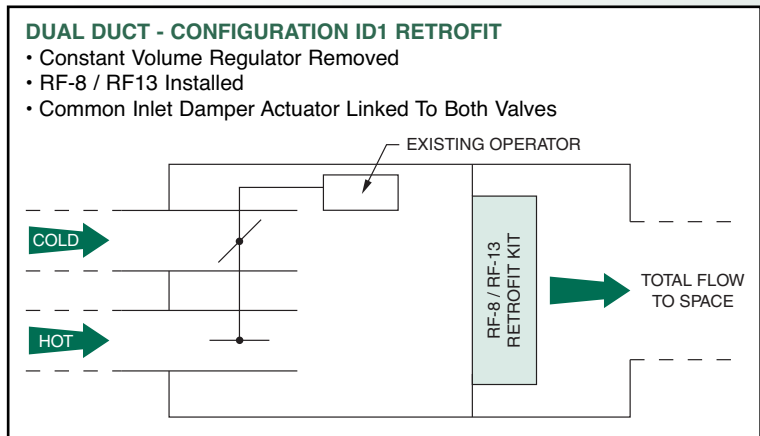 DUAL DUCT - CONFIGURATION ID1 RETROFIT
• Constant Volume Regulator Removed
• RF-8 / RF13 Installed
• Common Inlet Damper Actuator Linked To Both Valves
EXISTING OPERATOR
COLD
HOT
RF-8 / RF-13
RETROFIT KIT
TOTAL FLOW
TO SPACE